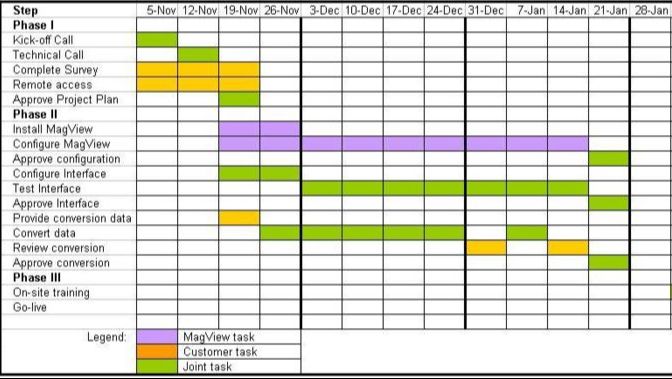 Step 5-Nov 12-Nov 19-Nov 26-Nov 3-Dec 10-Dec 17-Dec 24-Dec 31-Dec 7-Jan 14-Jan 21-Jan 28-Jan
Phase I
Kick-off Call
Technical Call
Complete Survey
Remote access
Approve Project Plan
Phase II
Install MagView
Configure MagView
Approve configuration
Configure Interface
Test Interface
Approve Interface
Provide conversion data
Convert data
Review conversion
Approve conversion
Phase III
On-site training
Go-live
Legend: MagView task
Customer task
Joint task